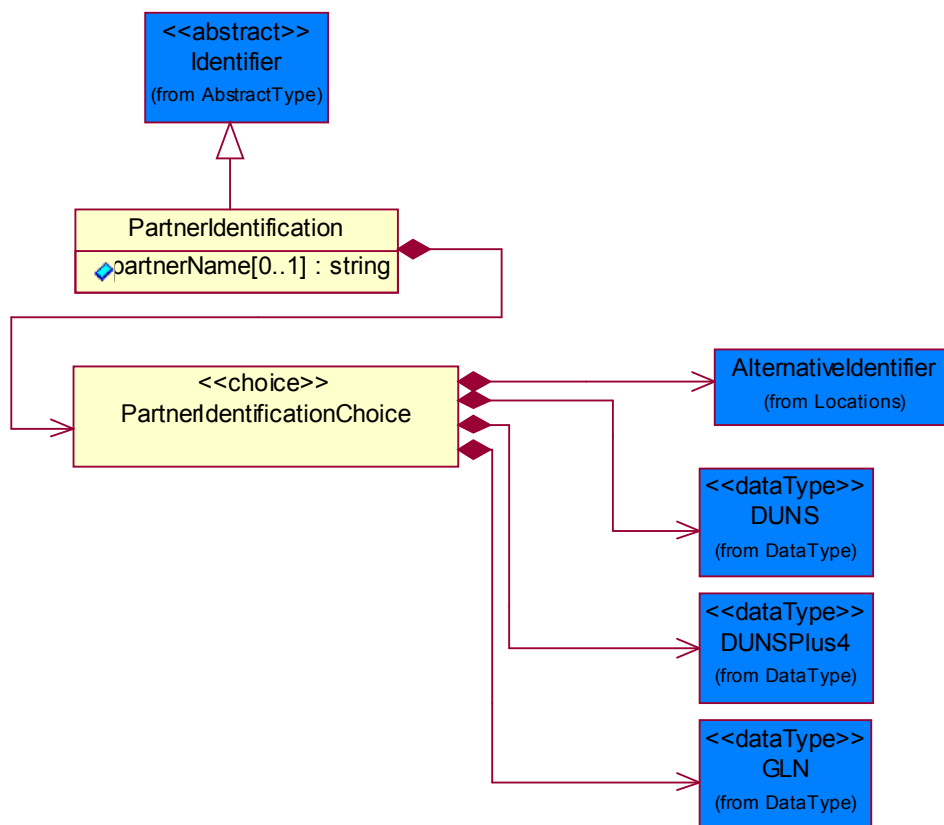 <<abstract>>
Identifier
(from AbstractType)
PartnerIdentification
partnerName[0..1] : string
<<choice>>
PartnerIdentificationChoice
AlternativeIdentifier
(from Locations)
<<dataType>>
DUNS
(from DataType)
<<dataType>>
DUNSPlus4
(from DataType)
<<dataType>>
GLN
(from DataType)